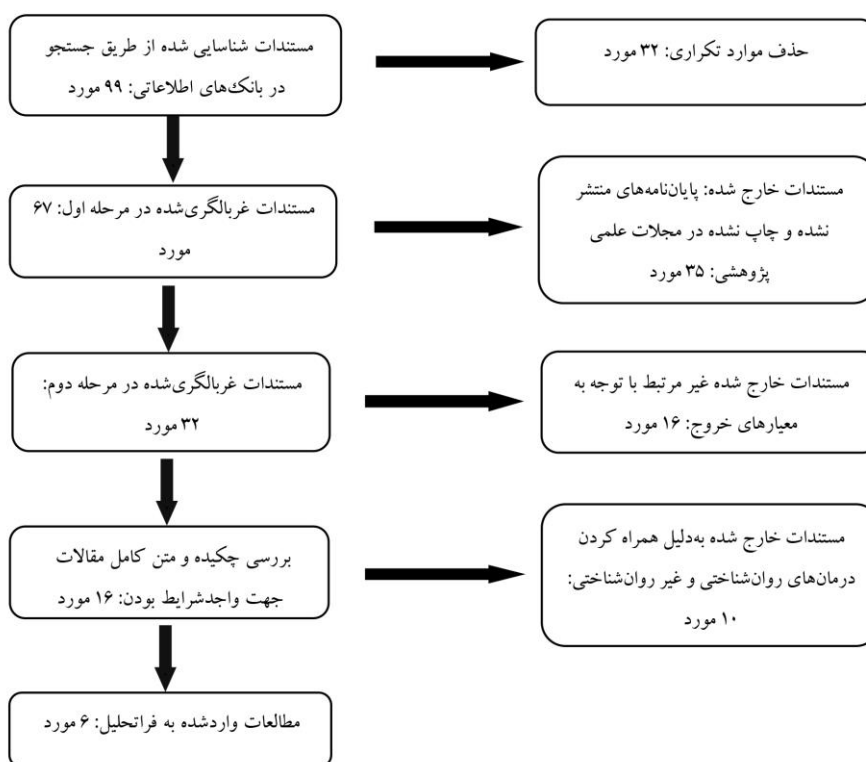 مستندات شناسایی شده از طریق جستجو
در بانک‌های اطلاعاتی: ۹۹ مورد
حذف موارد تکراری: ۳۲ مورد
مستندات غربالگری‌شده در مرحله اول: ۶۷
مورد
مستندات خارج شده: پایان‌نامه‌های منتشر
نشده و چاپ نشده در مجلات علمی
پژوهشی: ۳۵ مورد
مستندات غربالگری‌شده در مرحله دوم:
۳۲ مورد
مستندات خارج شده غیر مرتبط با توجه به
معیارهای خروج: ۱۶ مورد
بررسی چکیده و متن کامل مقالات
جهت واجدشرایط بودن: ۱۶ مورد
مستندات خارج شده به‌دلیل همراه کردن
درمان‌های روان‌شناختی و غیر روان‌شناختی:
۱۰ مورد
مطالعات واردشده به فراتحلیل: ۶ مورد